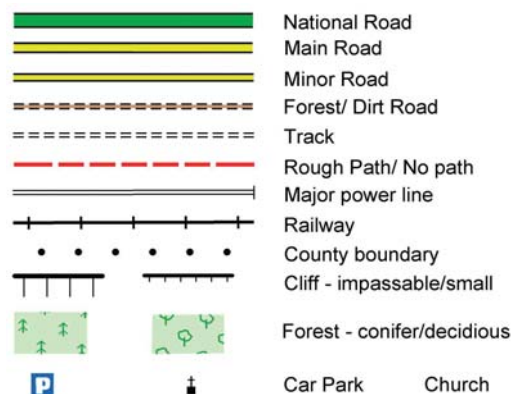 National Road
Main Road
Minor Road
Forest/ Dirt Road
Track
Rough Path/ No path
Major power line
Railway
County boundary
Cliff - impassable/small
Forest - conifer/decidious
P Car Park Church